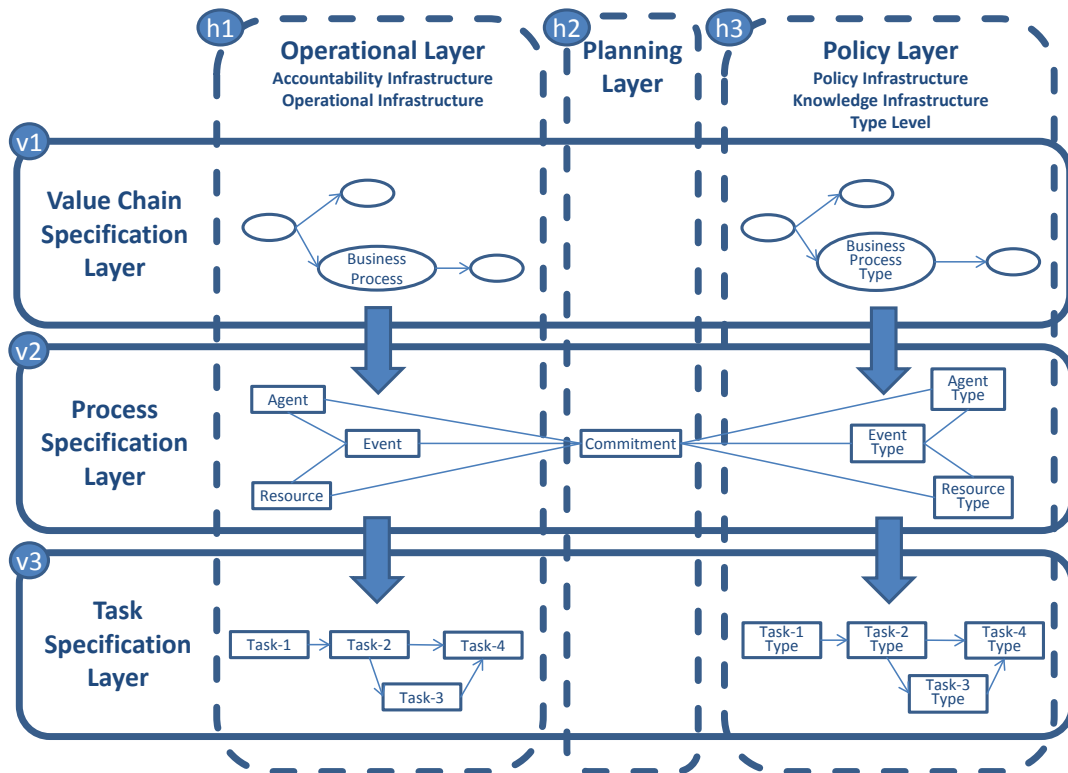 h1
h2
h3
Operational Layer
Accountability Infrastructure
Operational Infrastructure
Planning
Layer
Policy Layer
Policy Infrastructure
Knowledge Infrastructure
Type Level
v1
Value Chain
Specification
Layer
Business
Process
Business
Process
Type
v2
Process
Specification
Layer
Agent
Event
Resource
Commitment
Agent
Type
Event
Type
Resource
Type
v3
Task
Specification
Layer
Task-1
Task-2
Task-4
Task-3
Task-1
Type
Task-2
Type
Task-4
Type
Task-3
Type